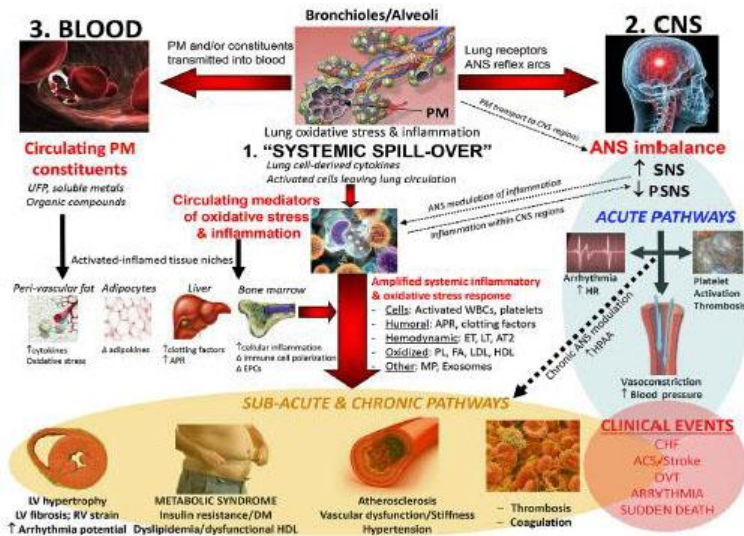 Bronchioles/Alveoli
3. BLOOD
PM and/or constituents
transmitted into blood
Lung receptors
ANS reflex arcs
2. CNS
PM
Lung oxidative stress & inflammation
PM transport to CNS regions
1. "SYSTEMIC SPILL-OVER"
Lung cell-derived cytokines
Activated cells leaving lung circulation
Circulating PM
constituents
UFP, soluble metals
Organic compounds
ANS imbalance
↑ SNS
↓ PSNS
Circulating mediators
of oxidative stress
& inflammation
ANS modulation of inflammation
Inflammation within CNS regions
ACUTE PATHWAYS
Activated-inflamed tissue niches
Peri-vascular fat
Adipocytes
Liver
Bone marrow
↑cytokines
Oxidative stress
Δ adipokines
↑clotting factors
↑APR
↑cellular inflammation
Δ immune cell polarization
Δ EPCs
Amplified systemic inflammatory
& oxidative stress response
- Cells: Activated WBCs, platelets
- Humoral: APR, clotting factors
- Hemodynamic: ET, LT, AT2
- Oxidized: PL, FA, LDL, HDL
- Other: MP, Exosomes
Arrhythmia
↑ HR
Platelet
Activation
Thrombosis
Chronic ANS modulation
↑HPAA
Vasoconstriction
↑ Blood pressure
SUB-ACUTE & CHRONIC PATHWAYS
CLINICAL EVENTS
CHF
ACS/Stroke
DVT
ARRYTHMIA
SUDDEN DEATH
LV hypertrophy
LV fibrosis; RV strain
↑ Arrhythmia potential
METABOLIC SYNDROME
Insulin resistance/DM
Dyslipidemia/dysfunctional HDL
Atherosclerosis
Vascular dysfunction/Stiffness
Hypertension
– Thrombosis
– Coagulation